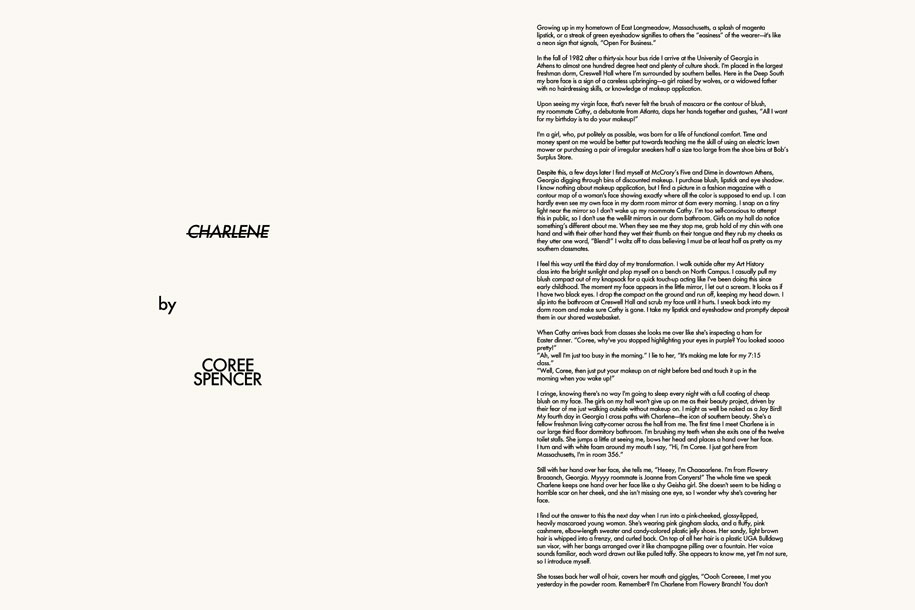 CHARLENE
by
COREE
SPENCER
Growing up in my hometown of East Longmeadow, Massachusetts, a splash of magenta
lipstick, or a streak of green eyeshadow signifies to others the “easiness” of the wearer—it's like
a neon sign that signals, “Open For Business.”
In the fall of 1982 after a thirty-six hour bus ride I arrive at the University of Georgia in
Athens to almost one hundred degree heat and plenty of culture shock. I'm placed in the largest
freshman dorm, Creswell Hall where I'm surrounded by southern belles. Here in the Deep South
my bare face is a sign of a careless upbringing—a girl raised by wolves, or a widowed father
with no hairdressing skills, or knowledge of makeup application.
Upon seeing my virgin face, that's never felt the brush of mascara or the contour of blush,
my roommate Cathy, a debutante from Atlanta, claps her hands together and gushes, “All I want
for my birthday is to do your makeup!”
I'm a girl, who, put politely as possible, was born for a life of functional comfort. Time and
money spent on me would be better put towards teaching me the skill of using an electric lawn
mower or purchasing a pair of irregular sneakers half a size too large from the shoe bins at Bob's
Surplus Store.
Despite this, a few days later I find myself at McCrory's Five and Dime in downtown Athens,
Georgia digging through bins of discounted makeup. I purchase blush, lipstick and eye shadow.
I know nothing about makeup application, but I find a picture in a fashion magazine with a
contour map of a woman's face showing exactly where all the color is supposed to end up. I can
hardly even see my own face in my dorm room mirror at 6am every morning. I snap on a tiny
light near the mirror so I don't wake up my roommate Cathy. I'm too self-conscious to attempt
this in public, so I don't use the well-lit mirrors in our dorm bathroom. Girls on my hall do notice
something's different about me. When they see me they stop me, grab hold of my chin with one
hand and with their other hand they wet their thumb on their tongue and they rub my cheeks as
they utter one word, “Blend!” I waltz off to class believing I must be at least half as pretty as my
southern classmates.
I feel this way until the third day of my transformation. I walk outside after my Art History
class into the bright sunlight and plop myself on a bench on North Campus. I casually pull my
blush compact out of my knapsack for a quick touch-up acting like I've been doing this since
early childhood. The moment my face appears in the little mirror, I let out a scream. It looks as if
I have two black eyes. I drop the compact on the ground and run off, keeping my head down. I
slip into the bathroom at Creswell Hall and scrub my face until it hurts. I sneak back into my
dorm room and make sure Cathy is gone. I take my lipstick and eyeshadow and promptly deposit
them in our shared wastebasket.
When Cathy arrives back from classes she looks me over like she's inspecting a ham for
Easter dinner. “Co-ree, why've you stopped highlighting your eyes in purple? You looked soooo
pretty!”
“Ah, well I'm just too busy in the morning.” I lie to her, “It's making me late for my 7:15
class.”
“Well, Coree, then just put your makeup on at night before bed and touch it up in the
morning when you wake up!”
I cringe, knowing there's no way I'm going to sleep every night with a full coating of cheap
blush on my face. The girls on my hall won't give up on me as their beauty project, driven by
their fear of me just walking outside without makeup on. I might as well be naked as a Jay Bird!
My fourth day in Georgia I cross paths with Charlene—the icon of southern beauty. She's a
fellow freshman living catty-corner across the hall from me. The first time I meet Charlene is in
our large third floor dormitory bathroom. I'm brushing my teeth when she exits one of the twelve
toilet stalls. She jumps a little at seeing me, bows her head and places a hand over her face.
I turn and with white foam around my mouth I say, “Hi, I'm Coree. I just got here from
Massachusetts, I'm in room 356.”
Still with her hand over her face, she tells me, “Heeey, I'm Chaaaarlene. I'm from Flowery
Braaanch, Georgia. Myyyy roommate is Joanne from Conyers!” The whole time we speak
Charlene keeps one hand over her face like a shy Geisha girl. She doesn't seem to be hiding a
horrible scar on her cheek, and she isn't missing one eye, so I wonder why she's covering her
face.
I find out the answer to this the next day when I run into a pink-cheeked, glossy-lipped,
heavily mascaraed young woman. She's wearing pink gingham slacks, and a fluffy, pink
cashmere, elbow-length sweater and candy-colored plastic jelly shoes. Her sandy, light brown
hair is whipped into a frenzy, and curled back. On top of all her hair is a plastic UGA Bulldawg
sun visor, with her bangs arranged over it like champagne pilling over a fountain. Her voice
sounds familiar, each word drawn out like pulled taffy. She appears to know me, yet I'm not sure,
so I introduce myself.
She tosses back her wall of hair, covers her mouth and giggles, “Oooh Coreeee, I met you
yesterday in the powder room. Remember? I'm Charlene from Flowery Branch! You don't